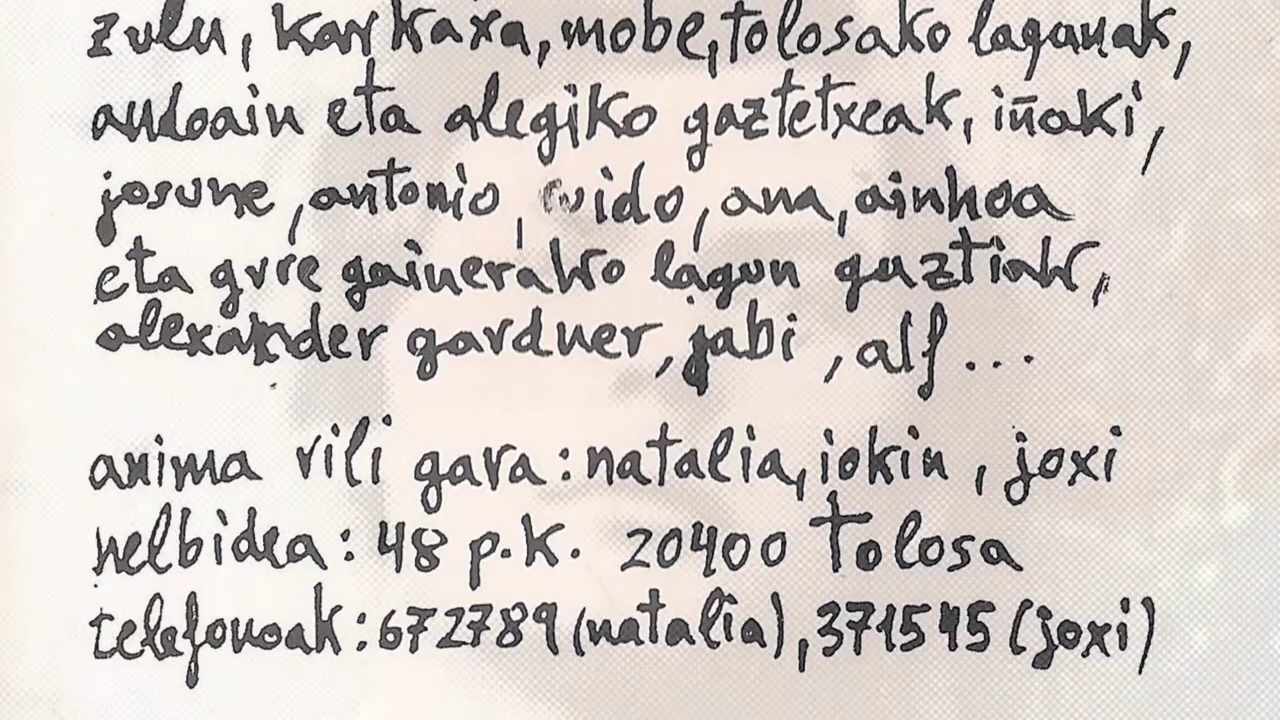 zulu, karkaxa, mobe, tolosako lagunak,
andoain eta alegiko gaztetxeak, iñaki,
josune, antonio, ana, ainhoa
eta gure gainerako lagun guztiak,
alexander gardner, jabi, alf...
anima vili gara: natalia, iokin, joxi
helbidea: 48 p.k. 20400 Tolosa
telefonoak: 672789 (natalia), 371545 (joxi)